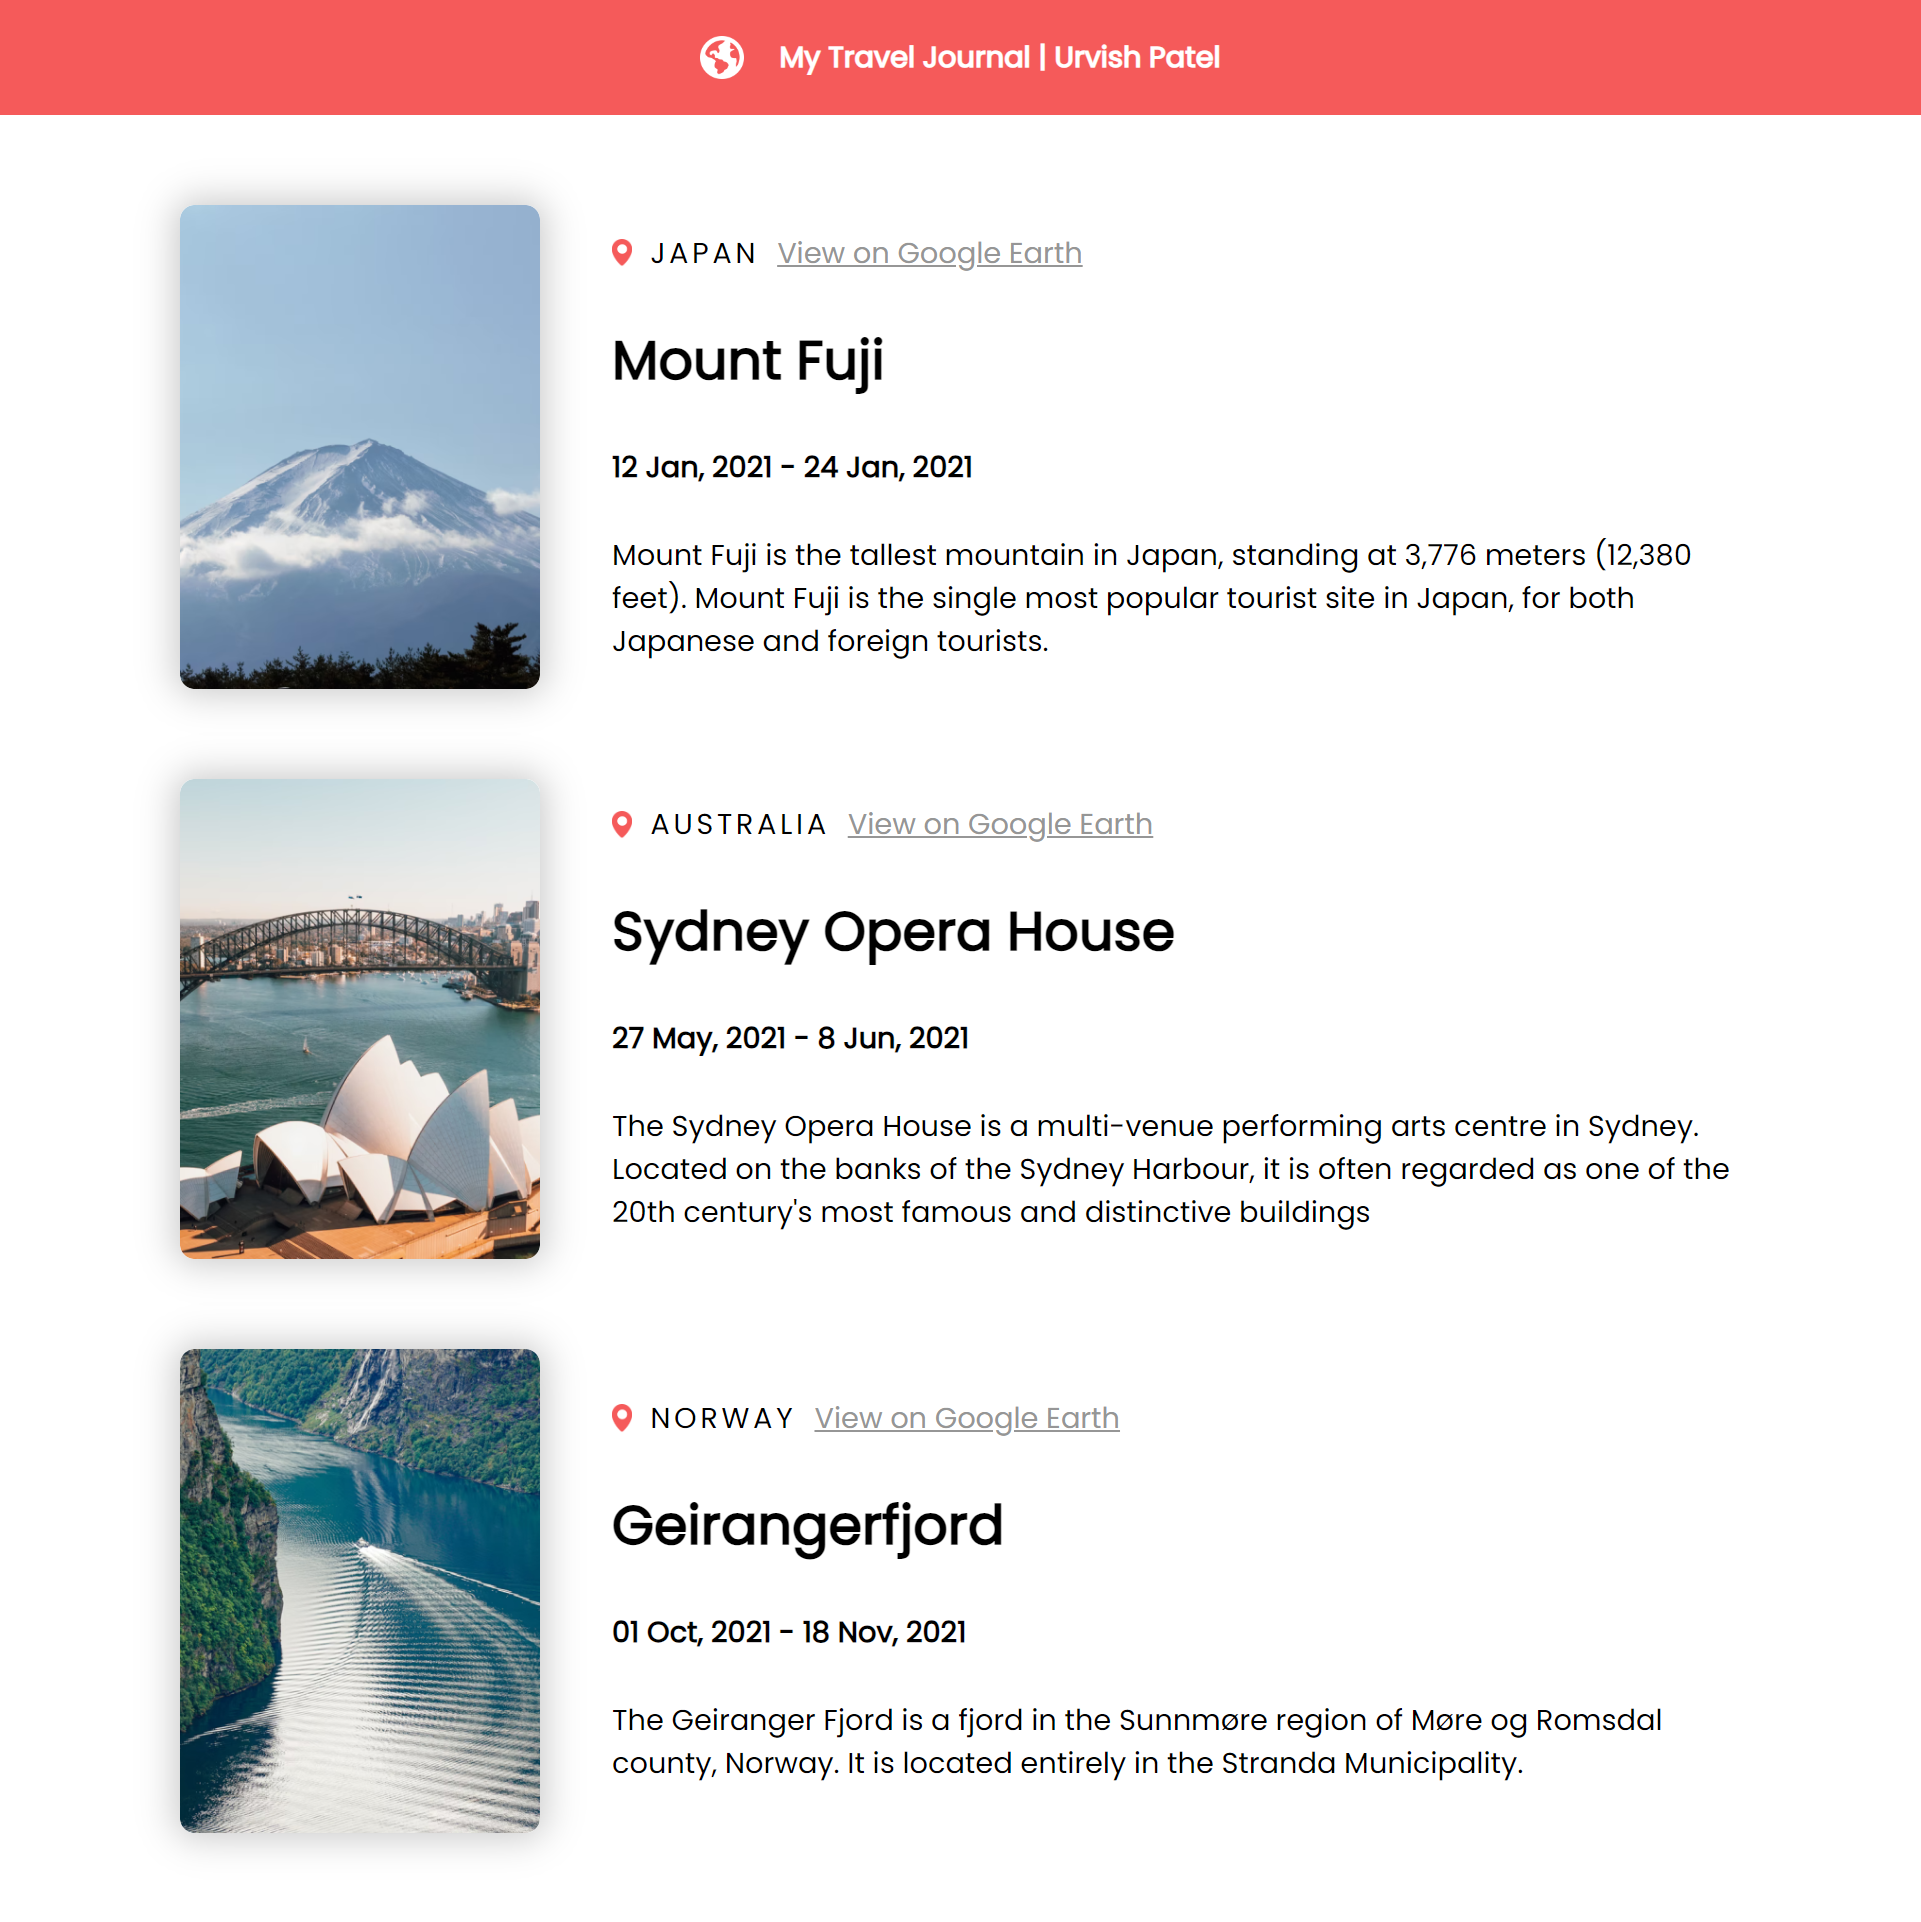 My Travel Journal | Urvish Patel
JAPAN View on Google Earth
Mount Fuji
12 Jan, 2021 - 24 Jan, 2021
Mount Fuji is the tallest mountain in Japan, standing at 3,776 meters (12,380
feet). Mount Fuji is the single most popular tourist site in Japan, for both
Japanese and foreign tourists.
AUSTRALIA View on Google Earth
Sydney Opera House
27 May, 2021 - 8 Jun, 2021
The Sydney Opera House is a multi-venue performing arts centre in Sydney.
Located on the banks of the Sydney Harbour, it is often regarded as one of the
20th century's most famous and distinctive buildings
NORWAY View on Google Earth
Geirangerfjord
01 Oct, 2021 - 18 Nov, 2021
The Geiranger Fjord is a fjord in the Sunnmøre region of Møre og Romsdal
county, Norway. It is located entirely in the Stranda Municipality.